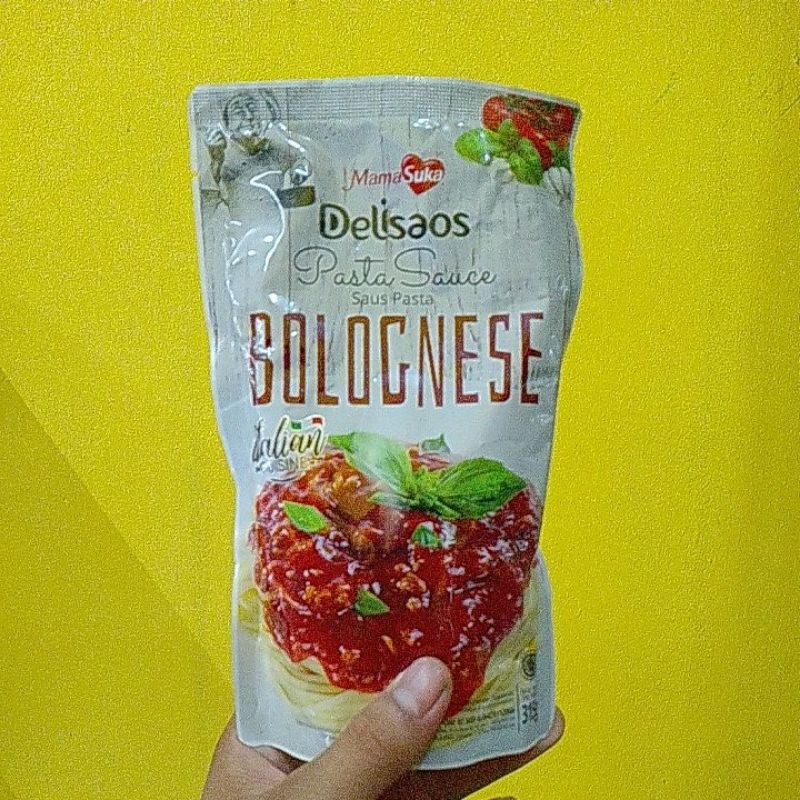 MamaSuka
Delisaos
Pasta Sauce
Saus Pasta
BOLOGNESE
Italian
CUISINE